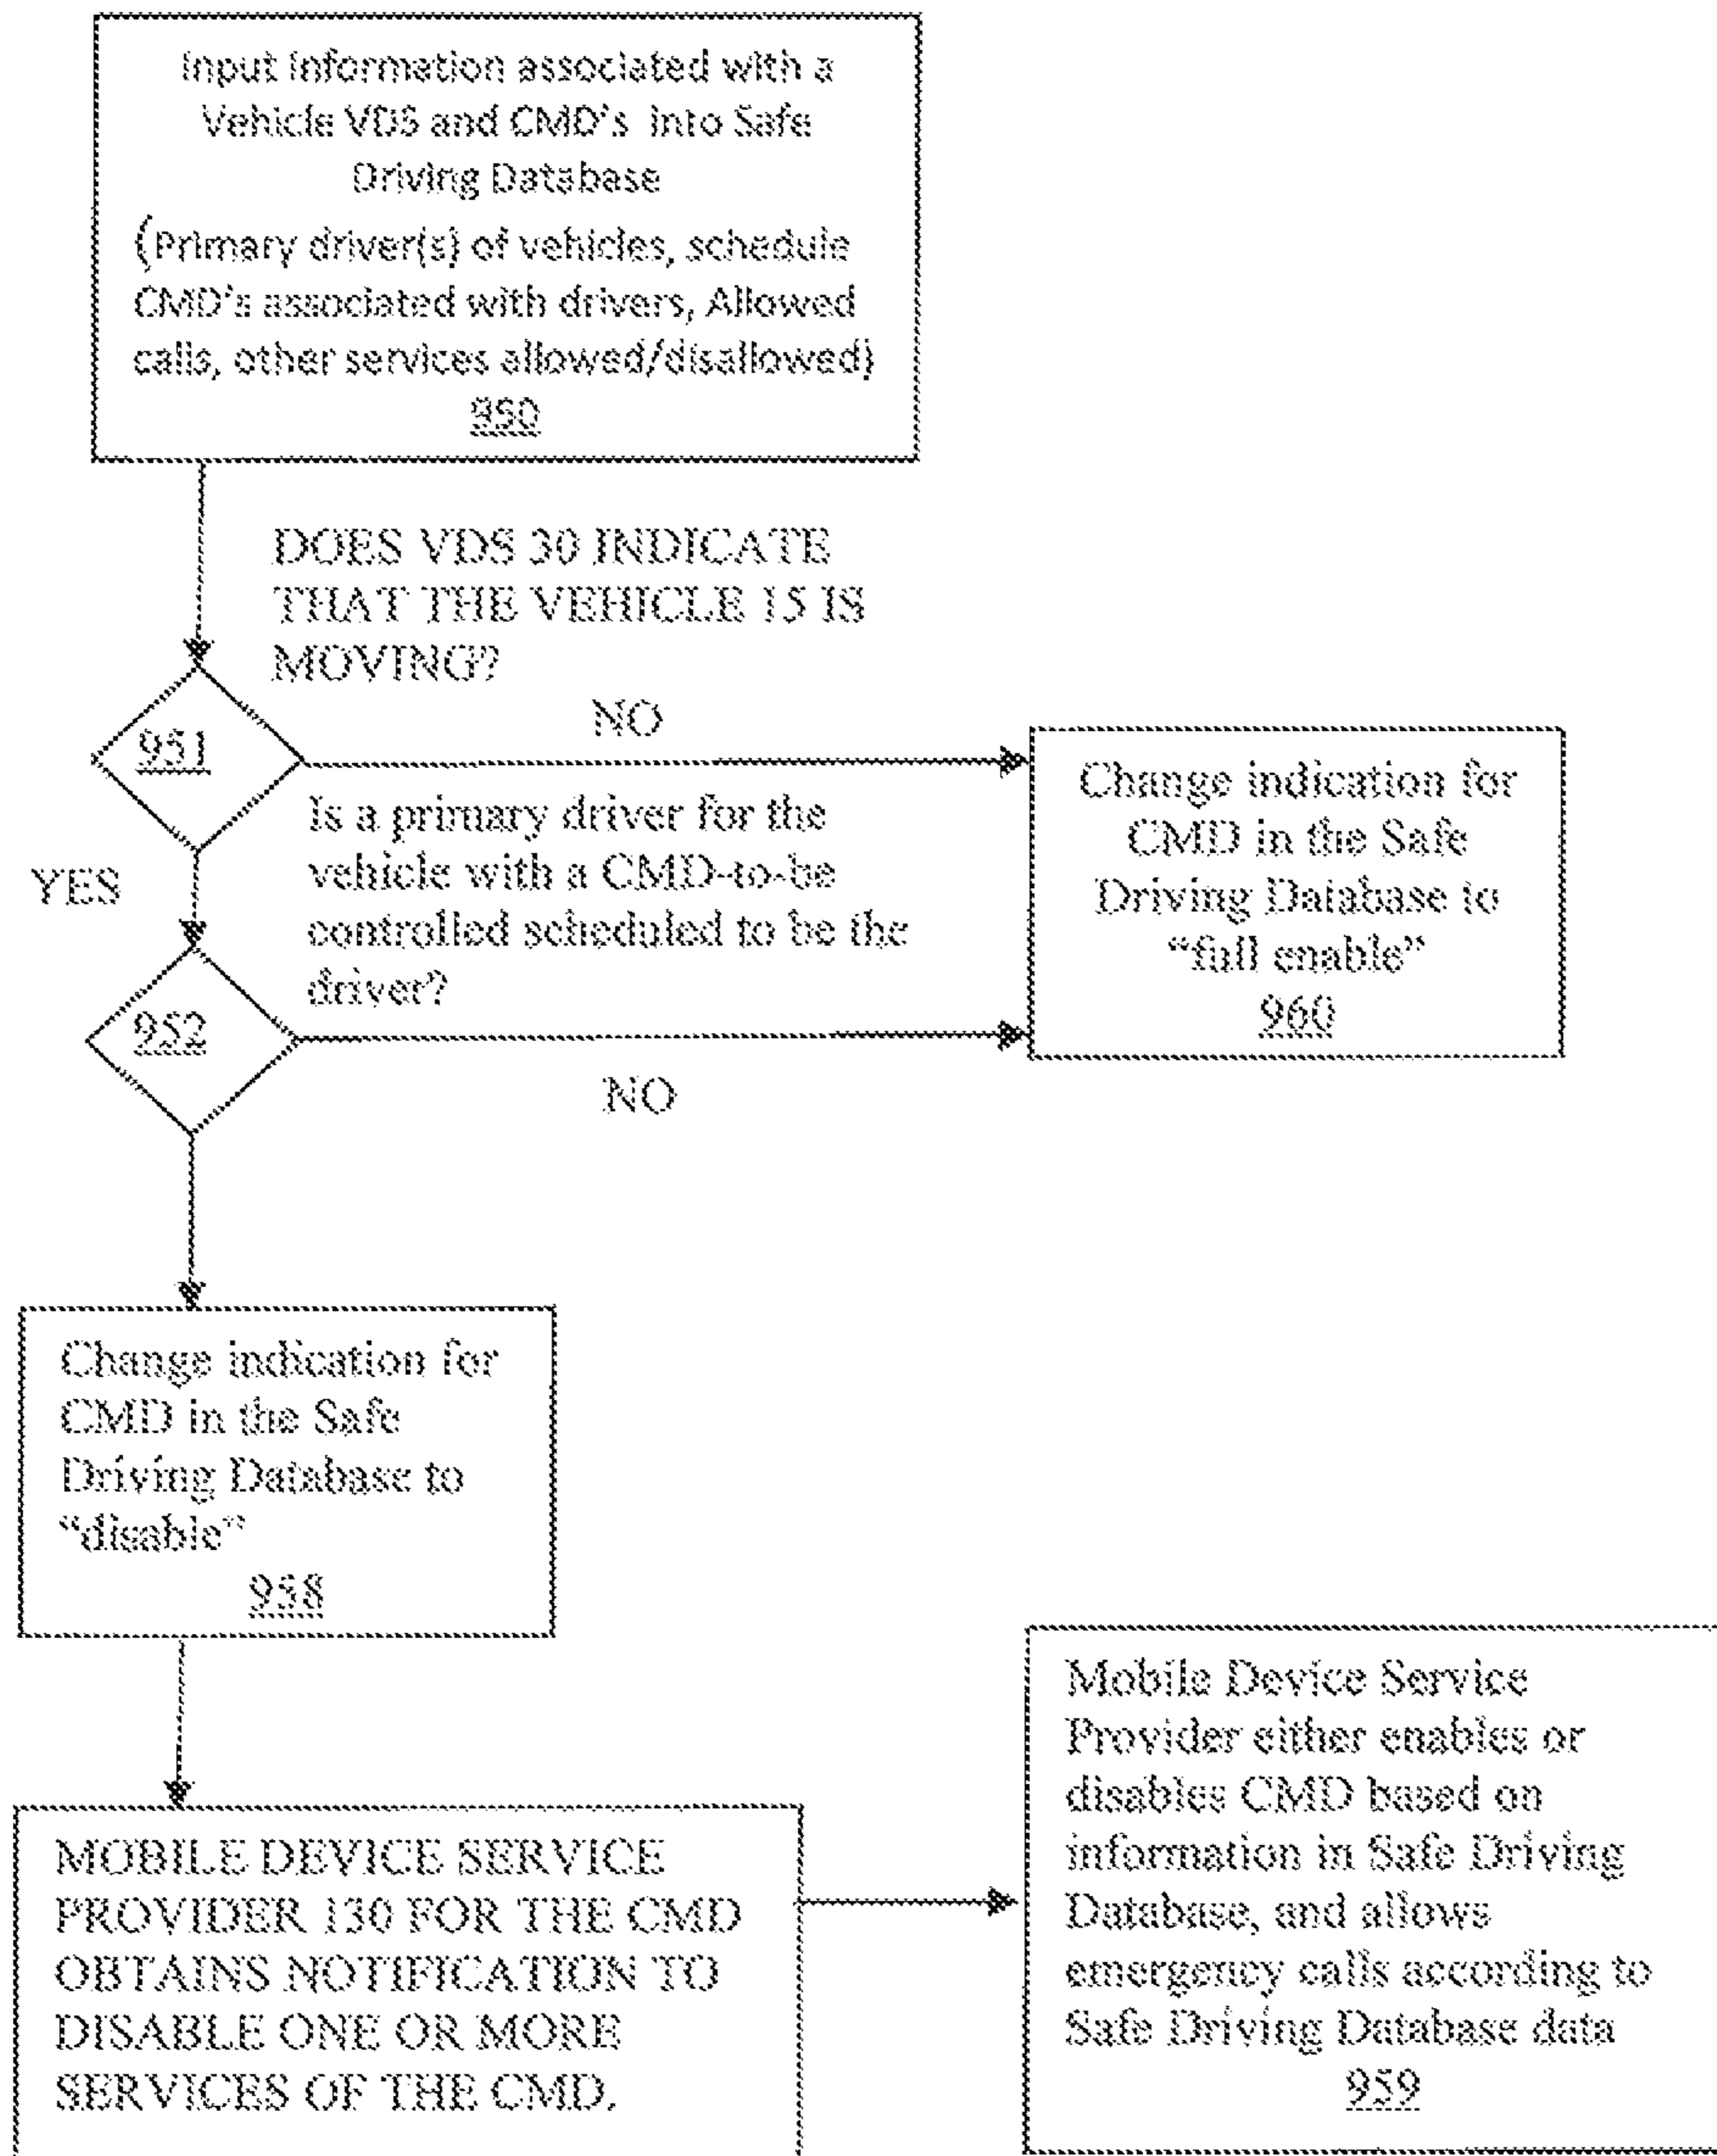 Input Information associated with a
Vehicle VDS and CMD's into Safe
Driving Database
(Primary driver(s) of vehicles, schedule
CMD's associated with drivers, Allowed
calls, other services allowed/disallowed)
950
DOES VDS 30 INDICATE
THAT THE VEHICLE 15 IS
MOVING?
NO
951
YES
Is a primary driver for the
vehicle with a CMD-to-be
controlled scheduled to be the
driver?
Change indication for
CMD in the Safe
Driving Database to
“full enable”
960
952
NO
Change indication for
CMD in the Safe
Driving Database to
“disable”
958
MOBILE DEVICE SERVICE
PROVIDER 130 FOR THE CMD
OBTAINS NOTIFICATION TO
DISABLE ONE OR MORE
SERVICES OF THE CMD.
Mobile Device Service
Provider either enables or
disables CMD based on
information in Safe Driving
Database, and allows
emergency calls according to
Safe Driving Database data
959